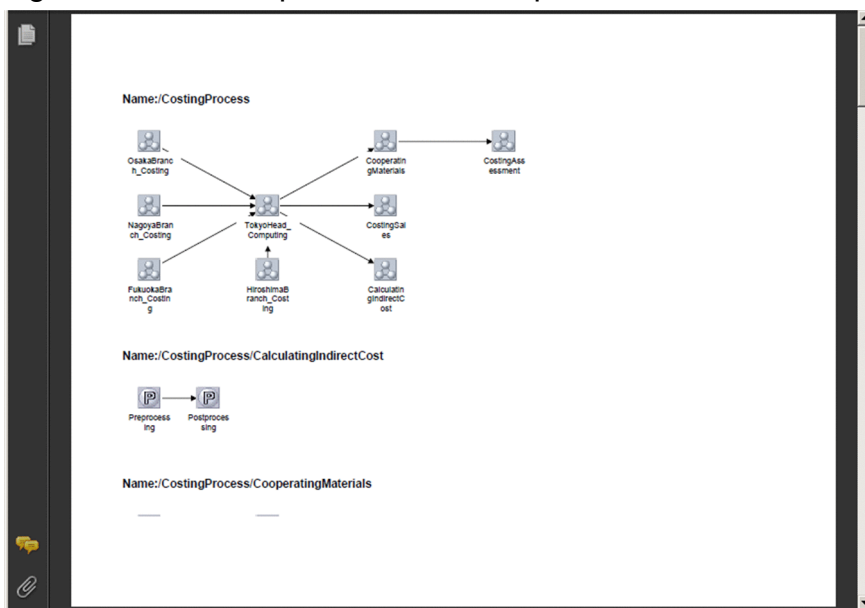 Name:/CostingProcess
OsakaBranc
h_Costing
CooperatIn
gMaterials
CostingAss
essment
NagoyaBran
ch_Costing
TokyoHead_
Computing
CostingSal
es
FukuokaBra
nch_Costin
g
HiroshimaB
ranch_Cost
ing
Calculatin
gIndirectC
ost
Name:/CostingProcess/CalculatingIndirectCost
P
P
Preprocess
ing
Postproces
sing
Name:/CostingProcess/CooperatingMaterials